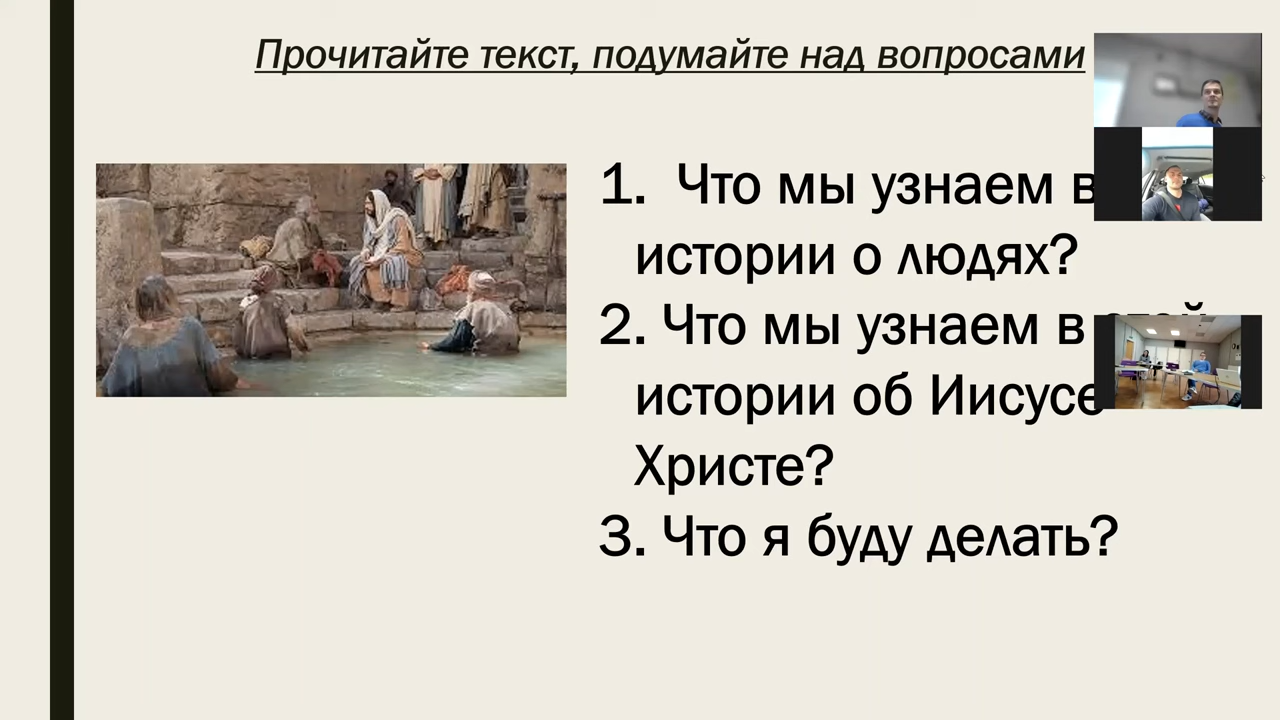 Прочитайте текст, подумайте над вопросами
1. Что мы узнаем в
истории о людях?
2. Что мы узнаем в этой
истории об Иисусе
Христе?
3. Что я буду делать?